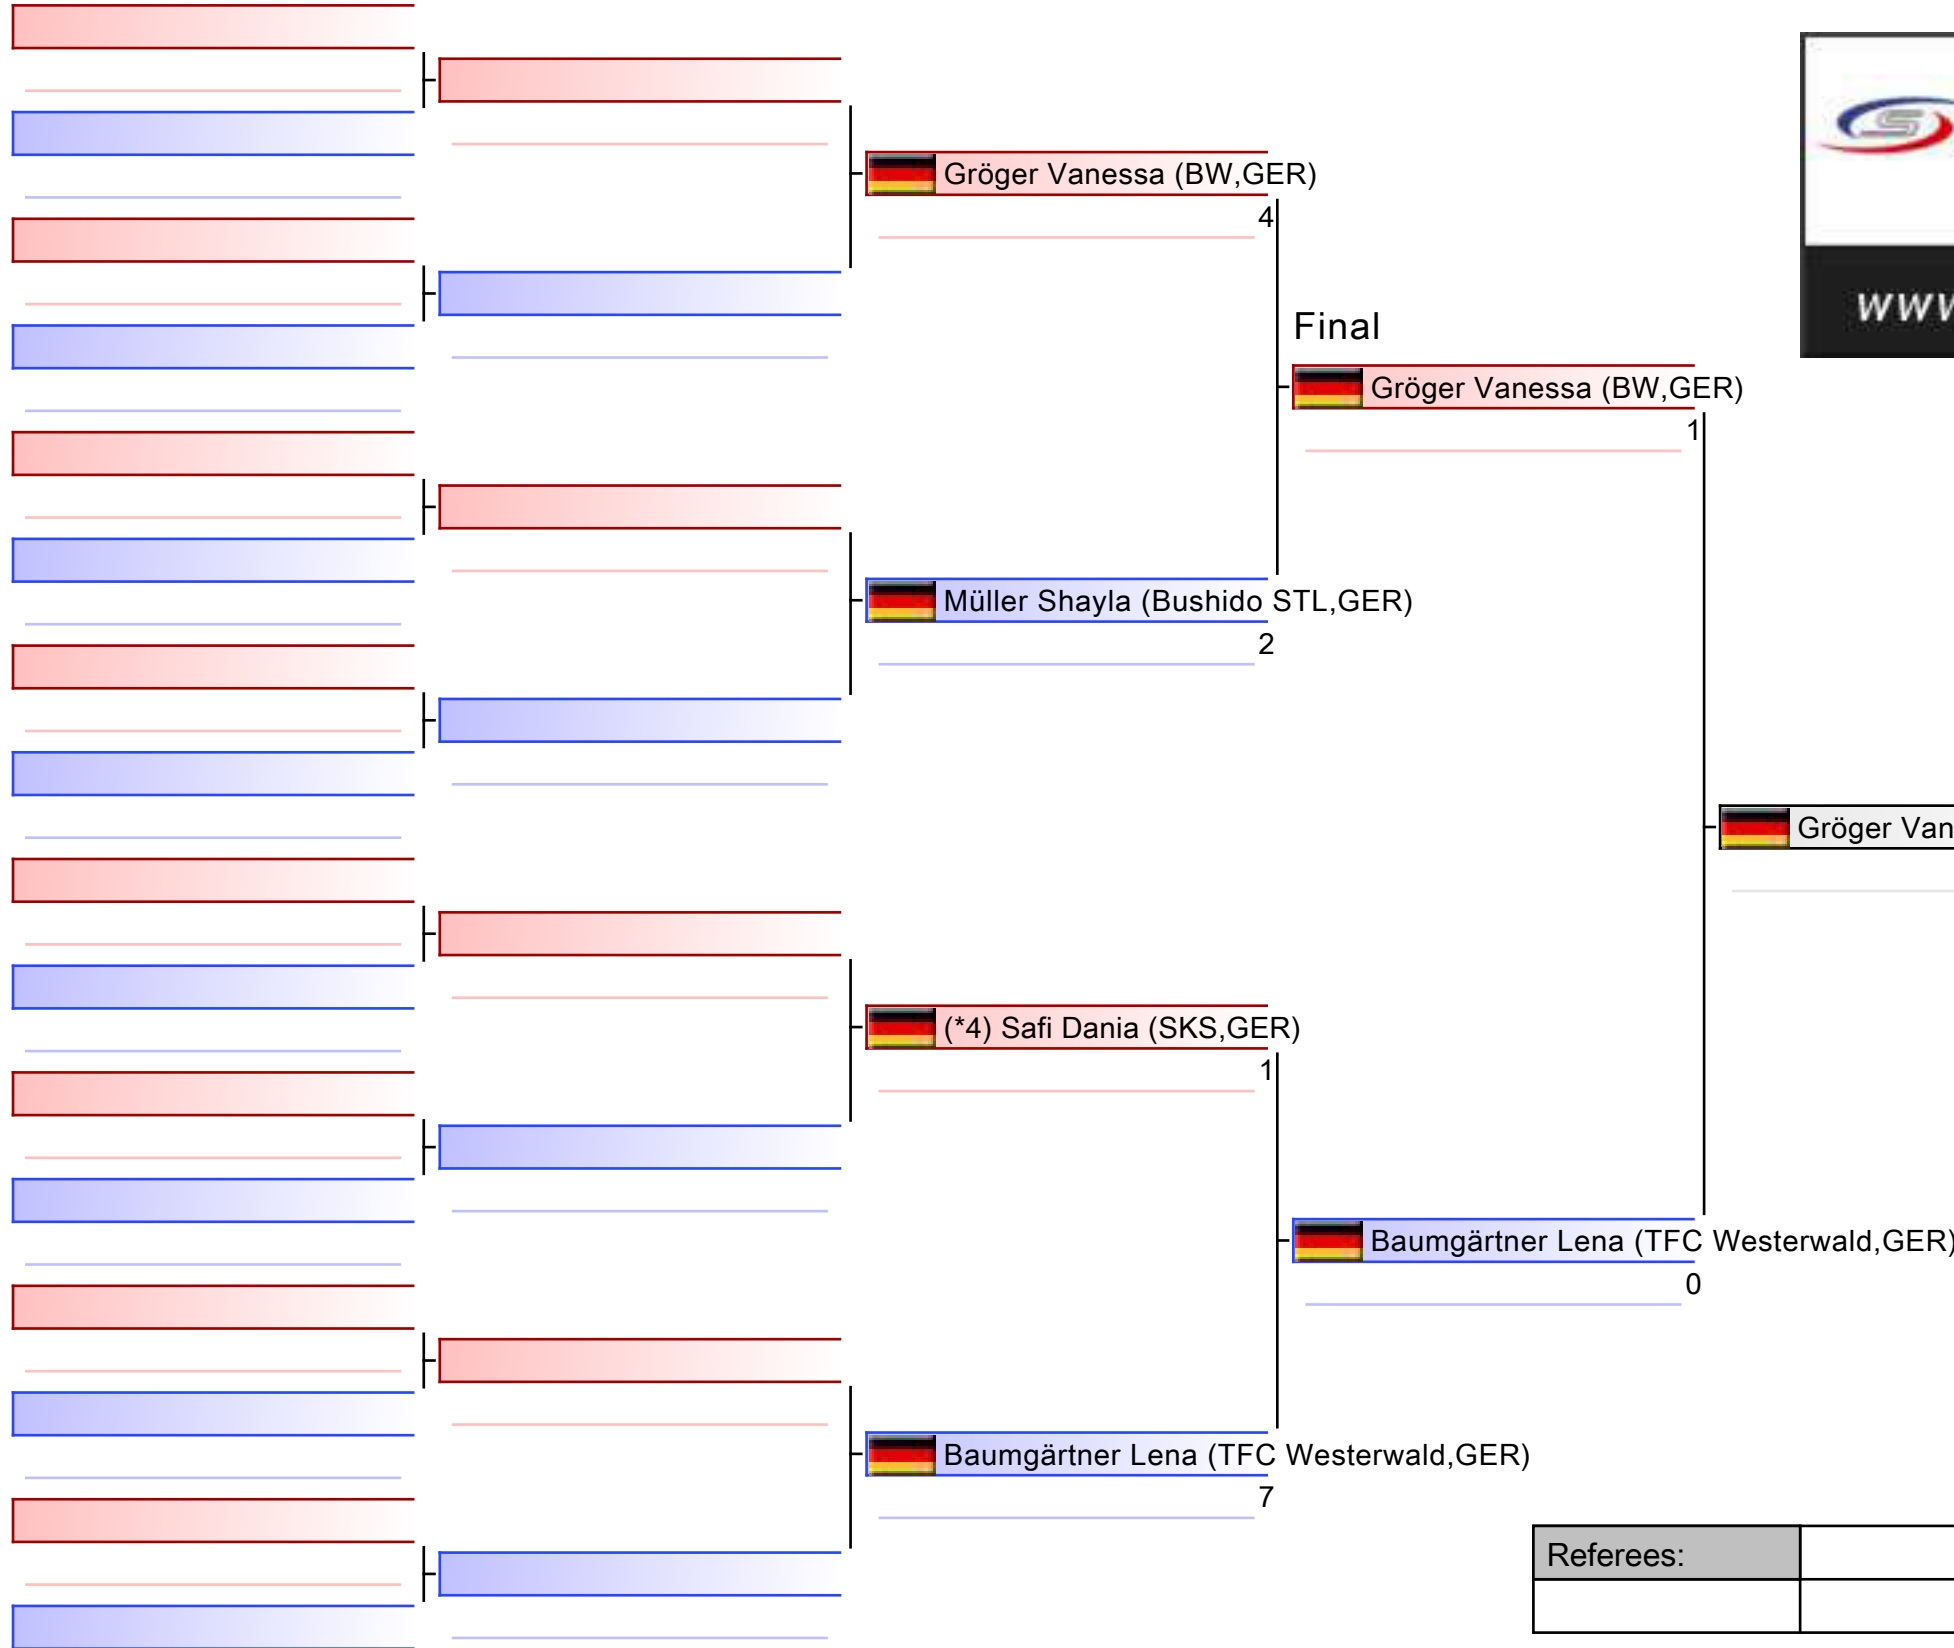 Gröger Vanessa (BW,GER)
4
Final
Gröger Vanessa (BW,GER)
1
Müller Shayla (Bushido STL,GER)
2
Gröger Van
(*4) Safi Dania (SKS,GER)
1
Baumgärtner Lena (TFC Westerwald,GER)
0
Baumgärtner Lena (TFC Westerwald,GER)
7
Referees: